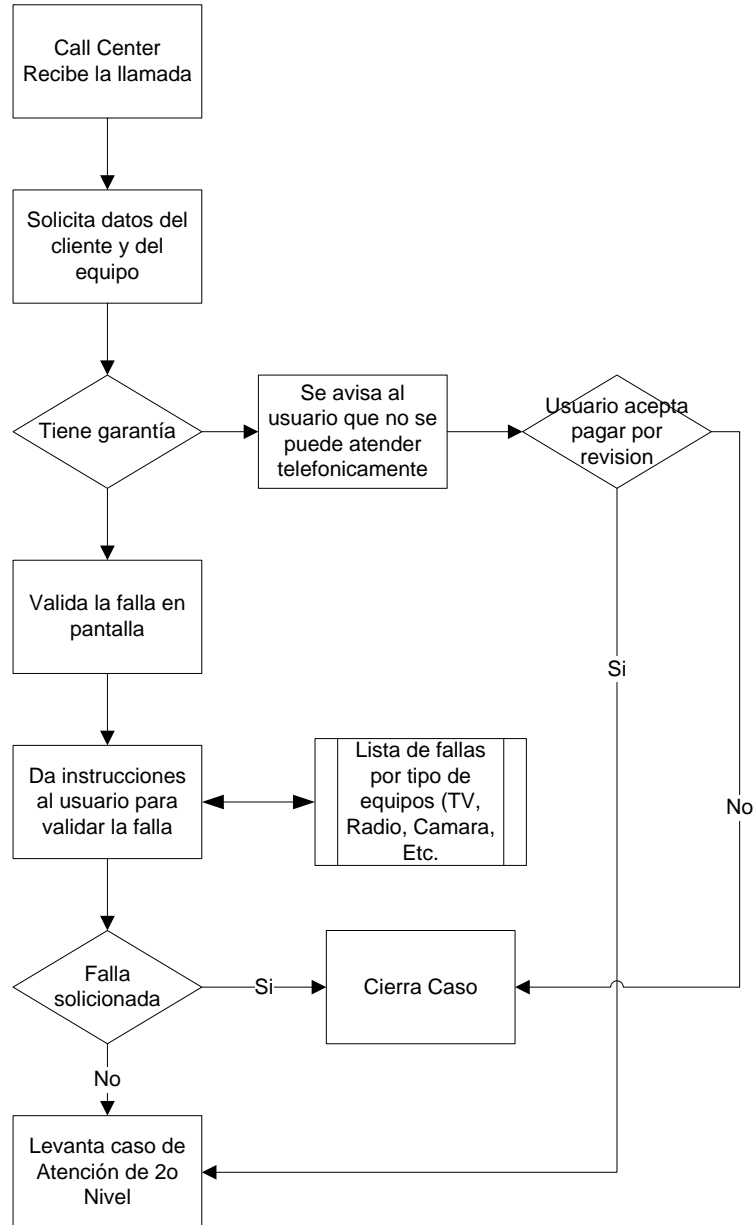 Call Center
Recibe la llamada
Solicita datos del
cliente y del
equipo
Tiene garantía
Se avisa al
usuario que no se
puede atender
telefonicamente
Usuario acepta
pagar por
revision
Valida la falla en
pantalla
Si
Da instrucciones
al usuario para
validar la falla
Lista de fallas
por tipo de
equipos (TV,
Radio, Camara,
Etc.
No
Falla
solicionada
Si
Cierra Caso
No
Levanta caso de
Atención de 2o
Nivel